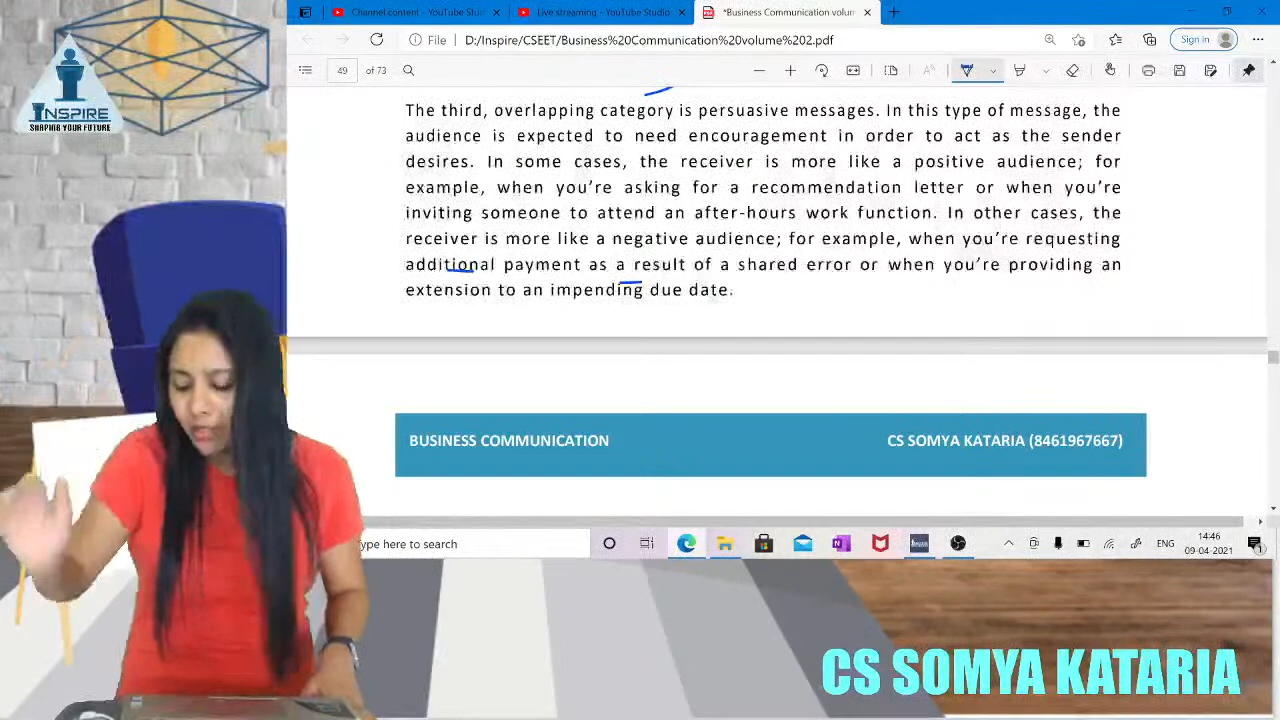 Channel content - YouTube Studio
Live streaming - YouTube Studio
*Business Communication volum
File
D:/Inspire/CSEET/Business%20Communication%20volume%202.pdf
Sign in
49 of 73
INSPIRE
SHAPING YOUR FUTURE
The third, overlapping category is persuasive messages. In this type of message, the
audience is expected to need encouragement in order to act as the sender
desires. In some cases, the receiver is more like a positive audience; for
example, when you’re asking for a recommendation letter or when you’re
inviting someone to attend an after-hours work function. In other cases, the
receiver is more like a negative audience; for example, when you’re requesting
additional payment as a result of a shared error or when you’re providing an
extension to an impending due date.
BUSINESS COMMUNICATION
CS SOMYA KATARIA (8461967667)
ype here to search
ENG
14:46
09-04-2021
CS SOMYA KATARIA